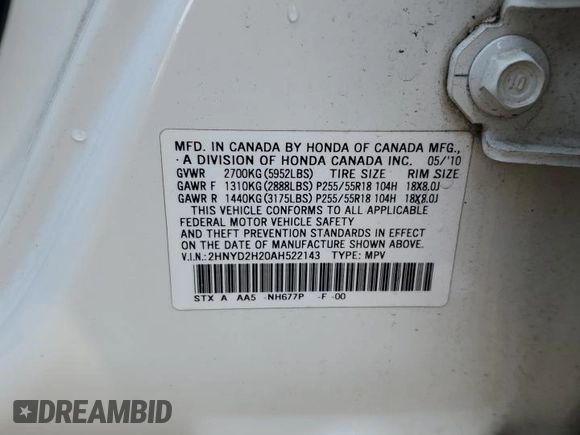 10
MFD. IN CANADA BY HONDA OF CANADA MFG.,
A DIVISION OF HONDA CANADA INC. 05/'10
GVWR 2700KG(5952LBS) TIRE SIZE RIM SIZE
GAWR F 1310KG(2888LBS) P255/55R18 104H 18X8.0J
GAWR R 1440KG(3175LBS) P255/55R18 104H 18X8.0J
THIS VEHICLE CONFORMS TO ALL APPLICABLE
FEDERAL MOTOR VEHICLE SAFETY
AND THEFT PREVENTION STANDARDS IN EFFECT
ON THE DATE OF MANUFACTURE SHOWN ABOVE.
V.I.N.: 2HNYD2H20AH522143 TYPE: MPV
STX A AA5 -NH677P -F -00
DREAMBID